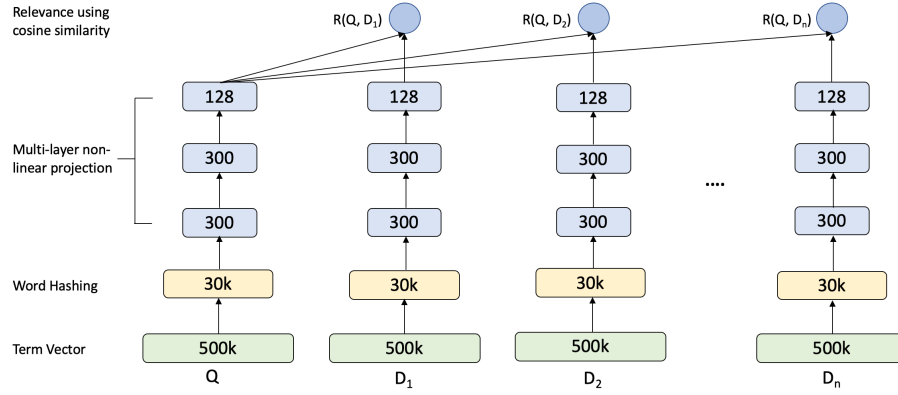 Relevance using
cosine similarity
R(Q, D1) R(Q, D2) R(Q, Dn)
128 128 128 128
Multi-layer non-
linear projection
300 300 300 300
....
300 300 300 300
Word Hashing 30k 30k 30k 30k
Term Vector 500k 500k 500k 500k
Q D1 D2 Dn